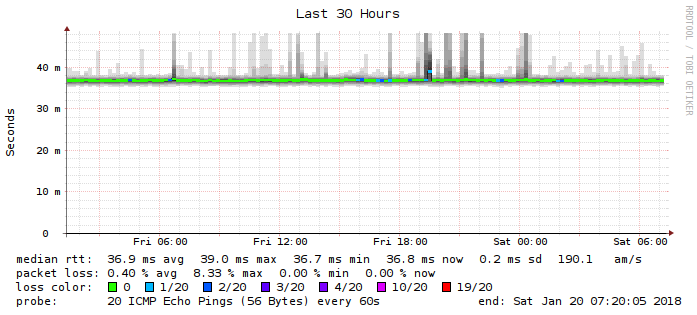 Last 30 Hours
RRDTOOL / TOBI OETIKER
Seconds
40 m
30 m
20 m
10 m
0
Fri 06:00 Fri 12:00 Fri 18:00 Sat 00:00 Sat 06:00
median rtt: 36.9 ms avg 39.0 ms max 36.7 ms min 36.8 ms now 0.2 ms sd 190.1 am/s
packet loss: 0.40 % avg 8.33 % max 0.00 % min 0.00 % now
loss color: 0 1/20 2/20 3/20 4/20 10/20 19/20
probe: 20 ICMP Echo Pings (56 Bytes) every 60s end: Sat Jan 20 07:20:05 2018